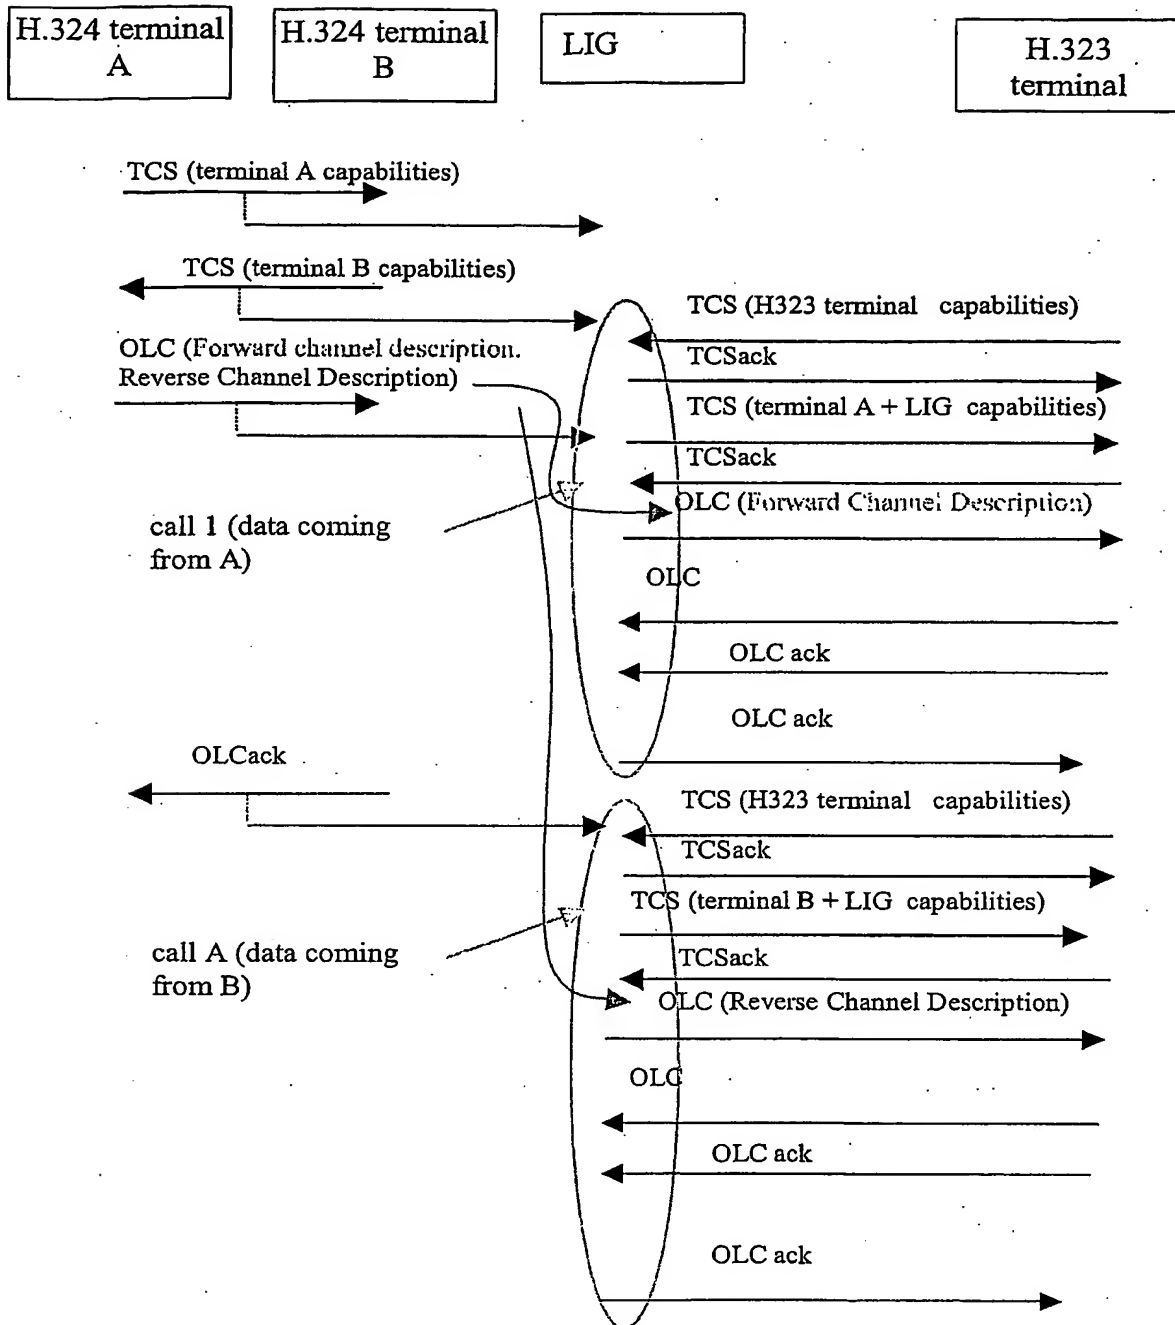 H.324 terminal
A
H.324 terminal
B
LIG
H.323
terminal
TCS (terminal A capabilities)
TCS (terminal B capabilities)
TCS (H323 terminal capabilities)
OLC (Forward channel description.
Reverse Channel Description)
TCSack
TCS (terminal A + LIG capabilities)
TCSack
OLC (Forward Channel Description)
call 1 (data coming
from A)
OLC
OLC ack
OLC ack
OLCack
TCS (H323 terminal capabilities)
TCSack
TCS (terminal B + LIG capabilities)
call A (data coming
from B)
TCSack
OLC (Reverse Channel Description)
OLC
OLC ack
OLC ack